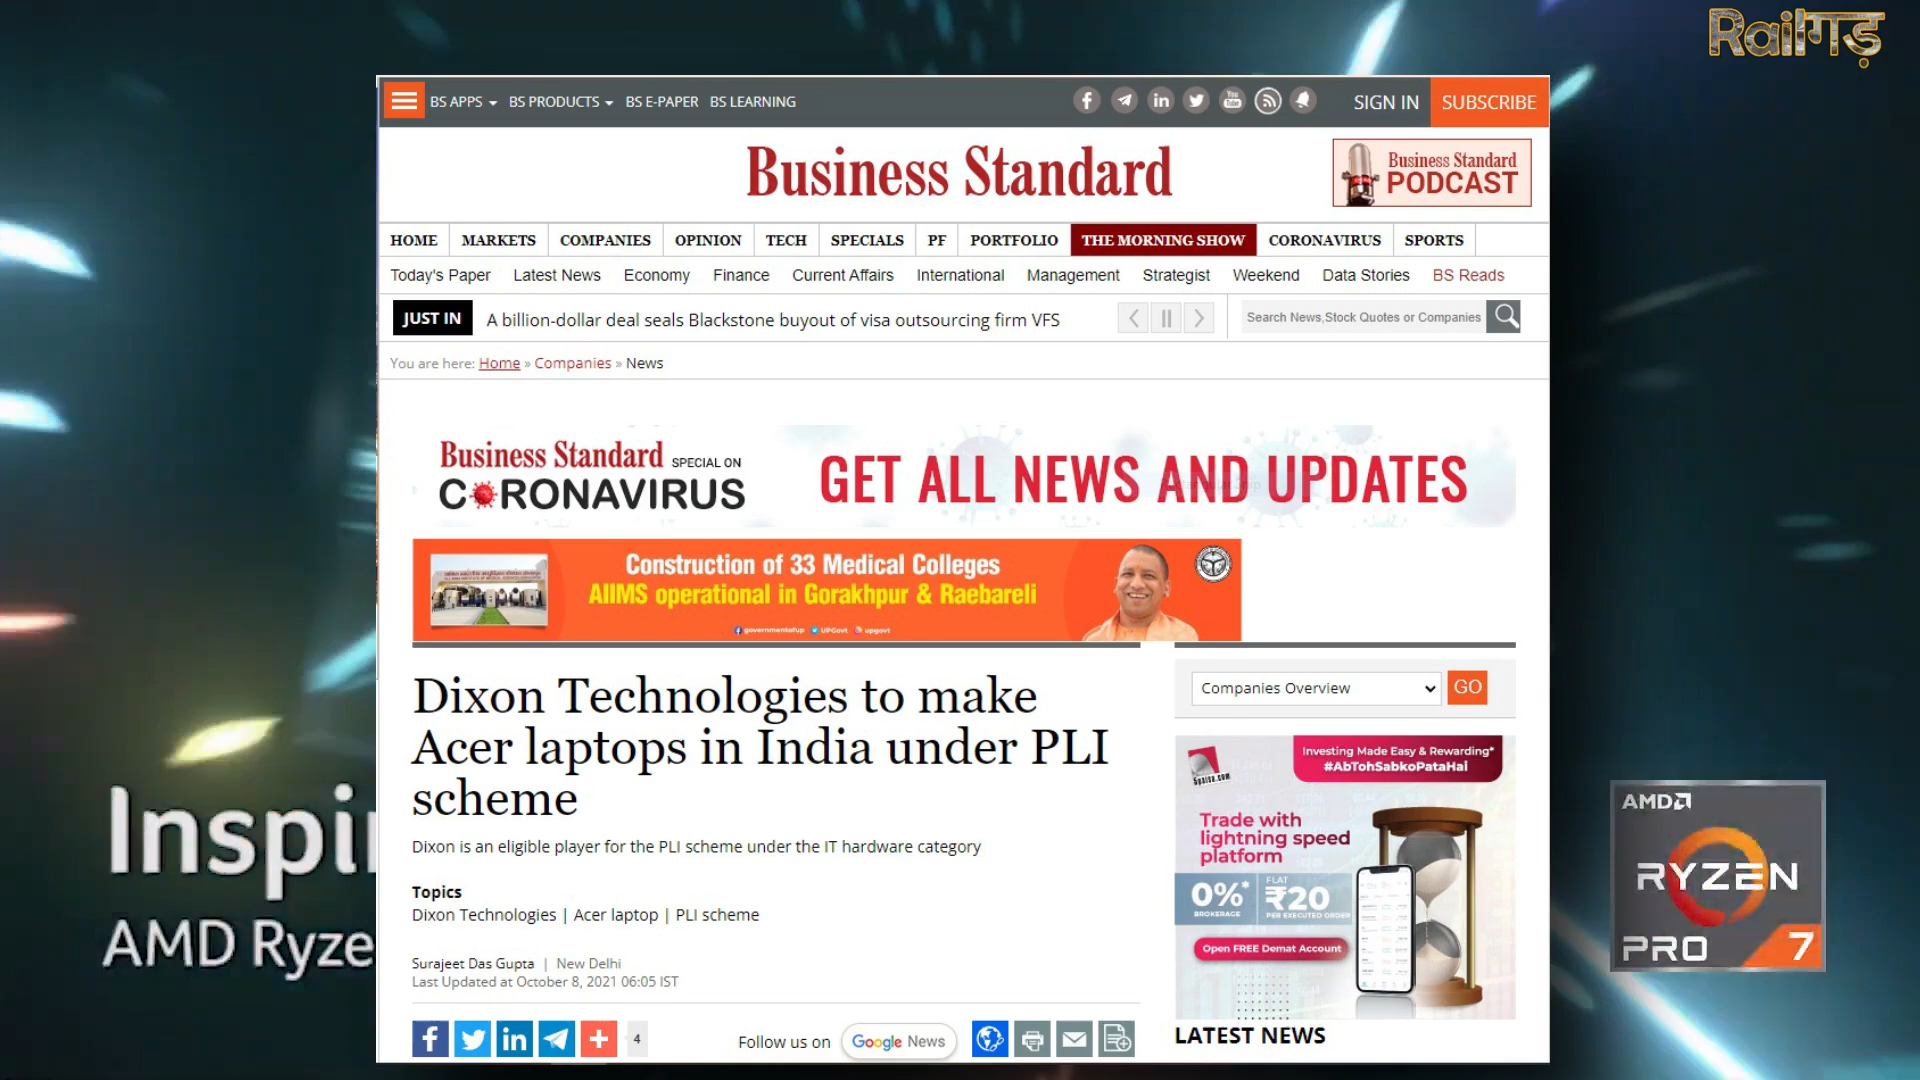 Railगड़
BS APPS BS PRODUCTS BS E-PAPER BS LEARNING
SIGN IN SUBSCRIBE
Business Standard
Business Standard
PODCAST
HOME MARKETS COMPANIES OPINION TECH SPECIALS PF PORTFOLIO THE MORNING SHOW CORONAVIRUS SPORTS
Today's Paper Latest News Economy Finance Current Affairs International Management Strategist Weekend Data Stories BS Reads
JUST IN A billion-dollar deal seals Blackstone buyout of visa outsourcing firm VFS
Search News,Stock Quotes or Companies
You are here: Home » Companies » News
Business Standard SPECIAL ON
CORONAVIRUS
GET ALL NEWS AND UPDATES
Construction of 33 Medical Colleges
AIIMS operational in Gorakhpur & Raebareli
governmentofup UPGovt upgovt
Dixon Technologies to make
Acer laptops in India under PLI
scheme
Dixon is an eligible player for the PLI scheme under the IT hardware category
Topics
Dixon Technologies | Acer laptop | PLI scheme
Surajeet Das Gupta | New Delhi
Last Updated at October 8, 2021 06:05 IST
4
Follow us on Google News
Companies Overview GO
5paisa.com
Investing Made Easy & Rewarding*
#AbTohSabkoPataHai
Trade with
lightning speed
platform
0%* BROKERAGE
FLAT ₹20 PER EXECUTED ORDER
Open FREE Demat Account
LATEST NEWS
Inspi
AMD Ryze
AMD
RYZEN
PRO 7